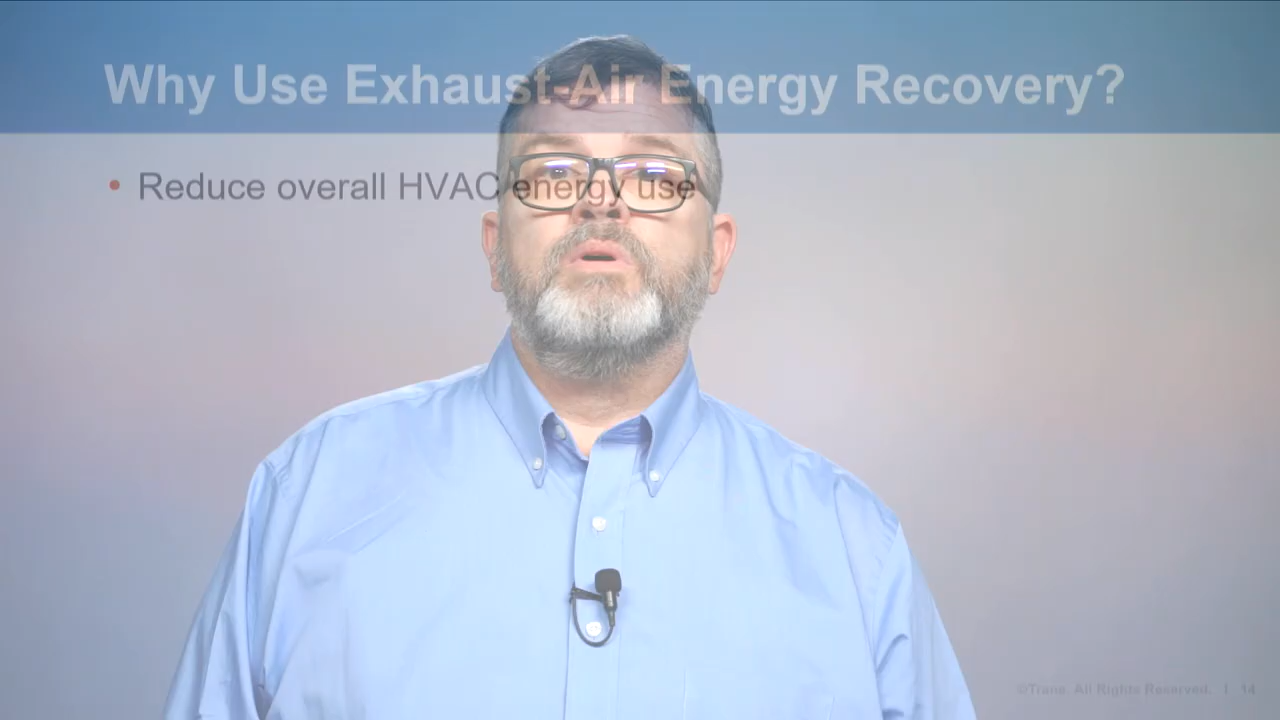 Why Use Exhaust-Air Energy Recovery?
• Reduce overall HVAC energy use
©Trane. All Rights Reserved. | 14